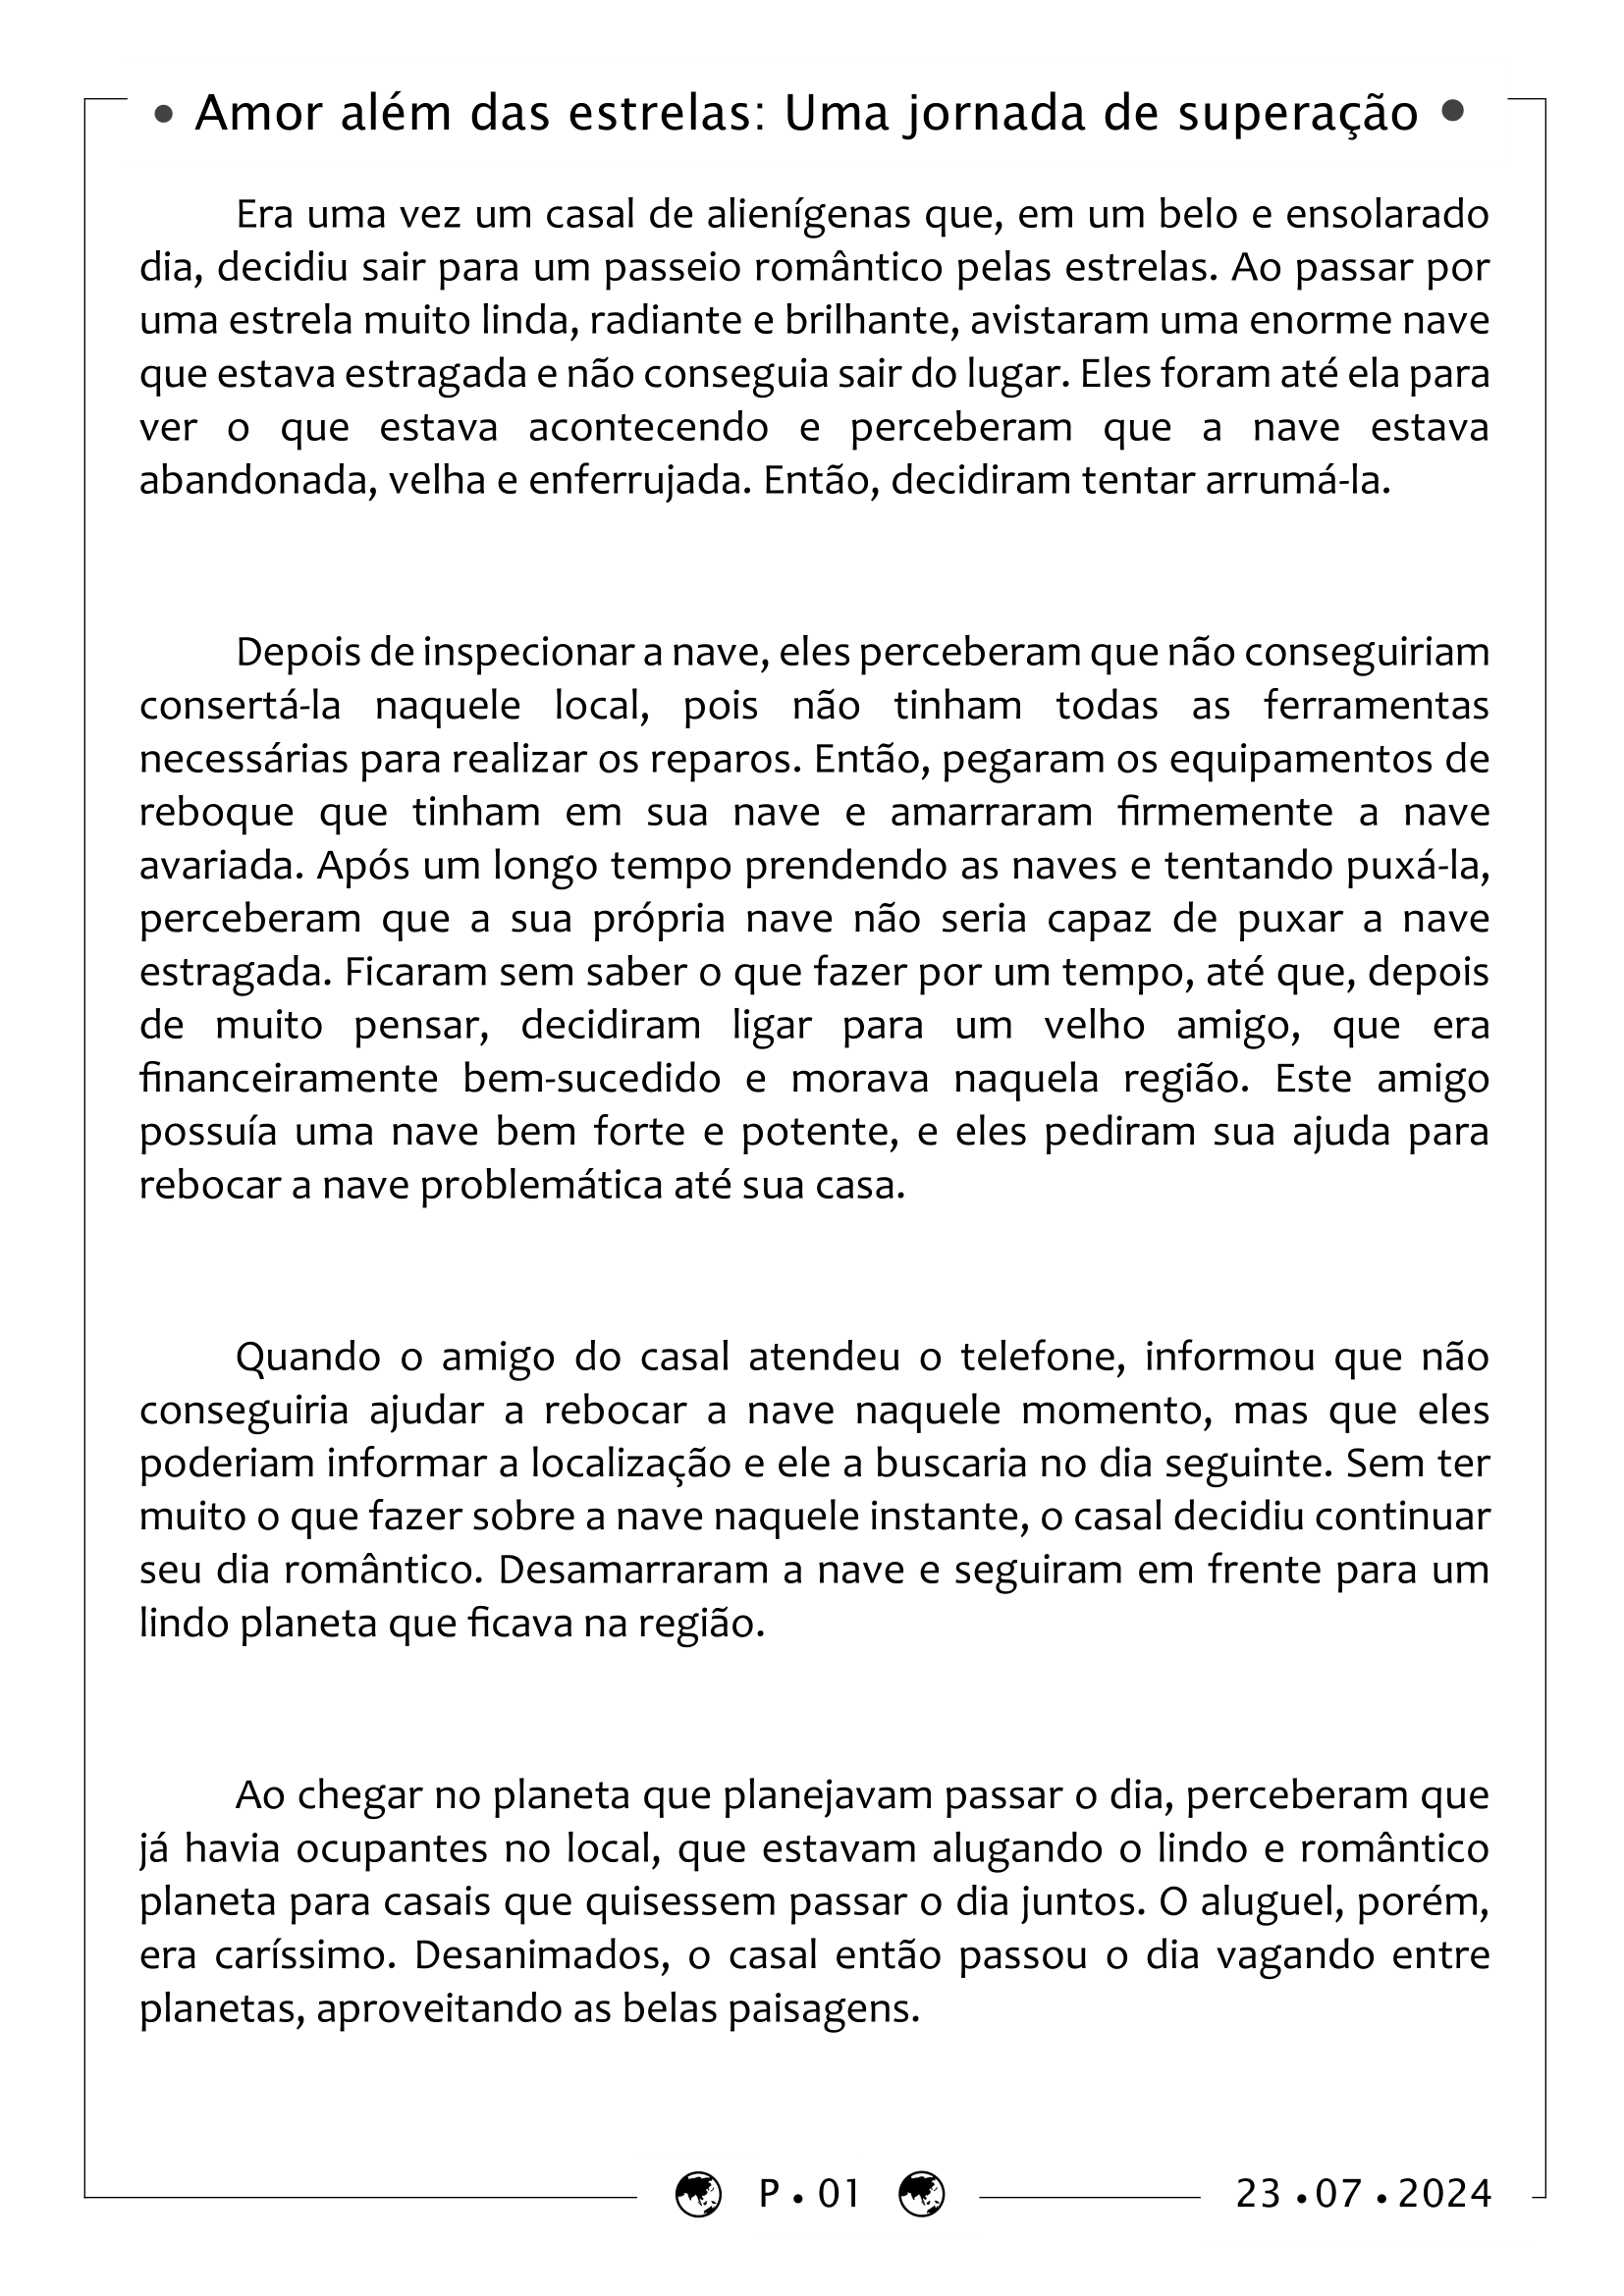 • Amor além das estrelas: Uma jornada de superação •
Era uma vez um casal de alienígenas que, em um belo e ensolarado
dia, decidiu sair para um passeio romântico pelas estrelas. Ao passar por
uma estrela muito linda, radiante e brilhante, avistaram uma enorme nave
que estava estragada e não conseguia sair do lugar. Eles foram até ela para
ver o que estava acontecendo e perceberam que a nave estava
abandonada, velha e enferrujada. Então, decidiram tentar arrumá-la.
Depois de inspecionar a nave, eles perceberam que não conseguiriam
consertá-la naquele local, pois não tinham todas as ferramentas
necessárias para realizar os reparos. Então, pegaram os equipamentos de
reboque que tinham em sua nave e amarraram firmemente a nave
avariada. Após um longo tempo prendendo as naves e tentando puxá-la,
perceberam que a sua própria nave não seria capaz de puxar a nave
estragada. Ficaram sem saber o que fazer por um tempo, até que, depois
de muito pensar, decidiram ligar para um velho amigo, que era
financeiramente bem-sucedido e morava naquela região. Este amigo
possuía uma nave bem forte e potente, e eles pediram sua ajuda para
rebocar a nave problemática até sua casa.
Quando o amigo do casal atendeu o telefone, informou que não
conseguiria ajudar a rebocar a nave naquele momento, mas que eles
poderiam informar a localização e ele a buscaria no dia seguinte. Sem ter
muito o que fazer sobre a nave naquele instante, o casal decidiu continuar
seu dia romântico. Desamarraram a nave e seguiram em frente para um
lindo planeta que ficava na região.
Ao chegar no planeta que planejavam passar o dia, perceberam que
já havia ocupantes no local, que estavam alugando o lindo e romântico
planeta para casais que quisessem passar o dia juntos. O aluguel, porém,
era caríssimo. Desanimados, o casal então passou o dia vagando entre
planetas, aproveitando as belas paisagens.
P • 01 23 • 07 • 2024